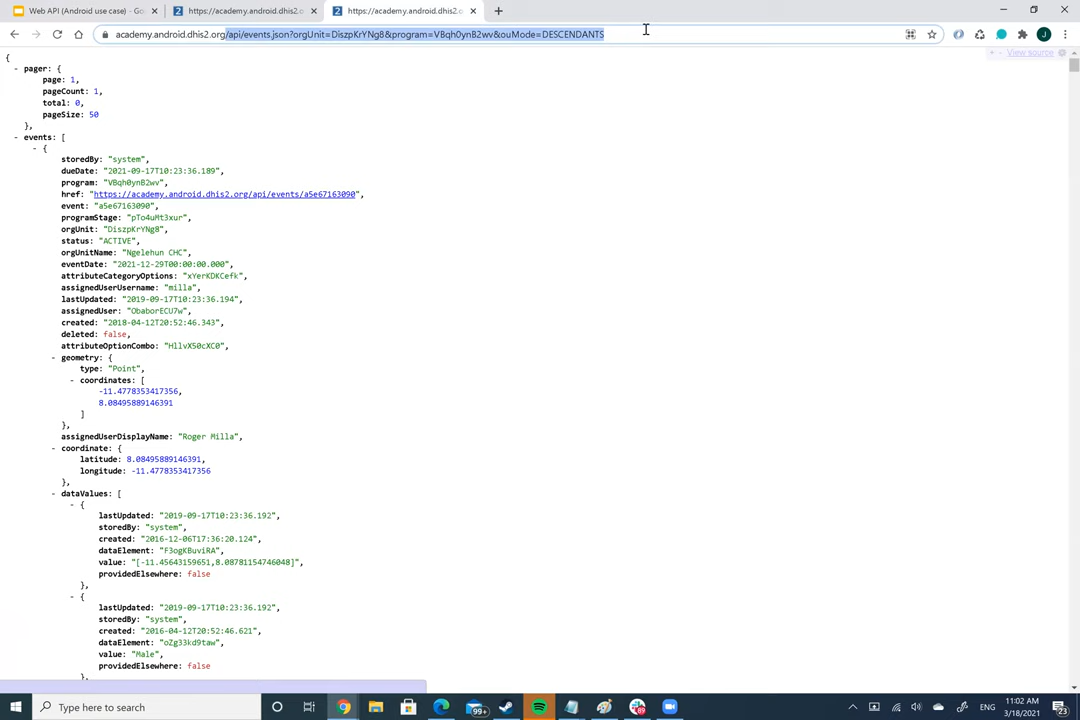 Web API (Android use case) - Go
https://academy.android.dhis2.o
https://academy.android.dhis2.o
academy.android.dhis2.org/api/events.json?orgUnit=DiszpKrYNg8&program=VBqh0ynB2wv&ouMode=DESCENDANTS
View source
{
- pager: {
page: 1,
pageCount: 1,
total: 0,
pageSize: 50
},
- events: [
- {
storedBy: "system",
dueDate: "2021-09-17T10:23:36.189",
program: "VBqh0ynB2wv",
href: "https://academy.android.dhis2.org/api/events/a5e67163090",
event: "a5e67163090",
programStage: "pTo4uMt3xur",
orgUnit: "DiszpKrYNg8",
status: "ACTIVE",
orgUnitName: "Ngelehun CHC",
eventDate: "2021-12-29T00:00:00.000",
attributeCategoryOptions: "xYerKDKCefk",
assignedUserUsername: "milla",
lastUpdated: "2019-09-17T10:23:36.194",
assignedUser: "ObaborECU7w",
created: "2018-04-12T20:52:46.343",
deleted: false,
attributeOptionCombo: "HllvX50cXC0",
- geometry: {
type: "Point",
- coordinates: [
-11.4778353417356,
8.08495889146391
]
},
assignedUserDisplayName: "Roger Milla",
- coordinate: {
latitude: 8.08495889146391,
longitude: -11.4778353417356
},
- dataValues: [
- {
lastUpdated: "2019-09-17T10:23:36.192",
storedBy: "system",
created: "2016-12-06T17:36:20.124",
dataElement: "F3ogKBuviRA",
value: "[-11.45643159651,8.08781154746048]",
providedElsewhere: false
},
- {
lastUpdated: "2019-09-17T10:23:36.192",
storedBy: "system",
created: "2016-04-12T20:52:46.621",
dataElement: "oZg33kd9taw",
value: "Male",
providedElsewhere: false
},
Type here to search
99+
ENG
11:02 AM
3/18/2021
23